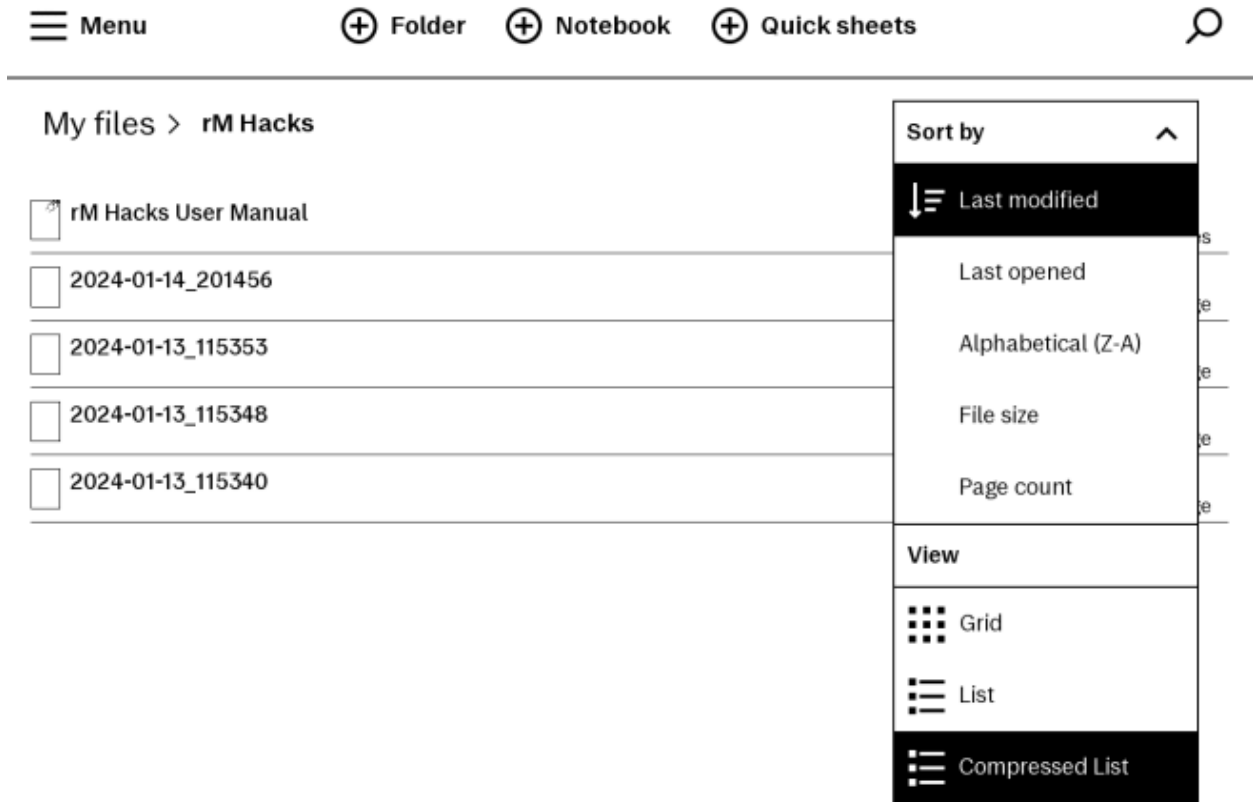 Menu
Folder
Notebook
Quick sheets
My files > rM Hacks
rM Hacks User Manual
2024-01-14_201456
2024-01-13_115353
2024-01-13_115348
2024-01-13_115340
Sort by
Last modified
Last opened
Alphabetical (Z-A)
File size
Page count
View
Grid
List
Compressed List